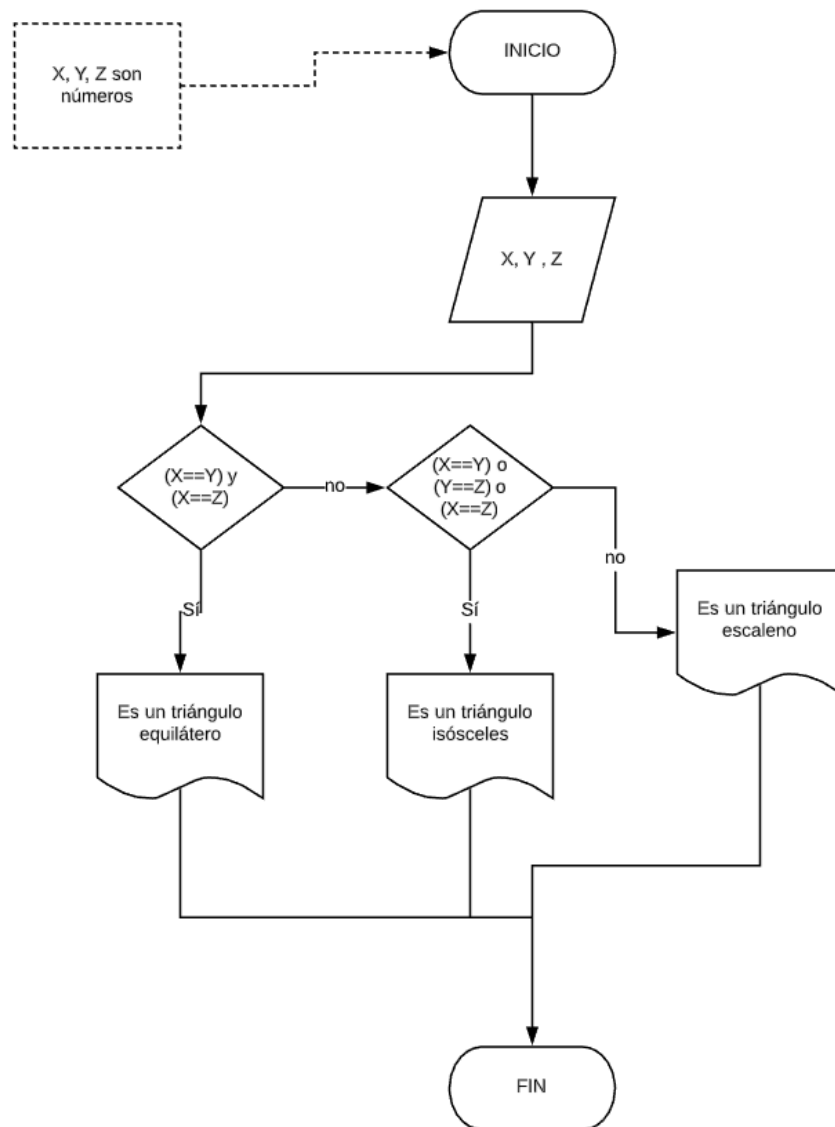 X, Y, Z son
números
INICIO
X, Y , Z
(X==Y) y
(X==Z)
no
(X==Y) o
(Y==Z) o
(X==Z)
no
Sí
Sí
Es un triángulo
escaleno
Es un triángulo
equilátero
Es un triángulo
isósceles
FIN